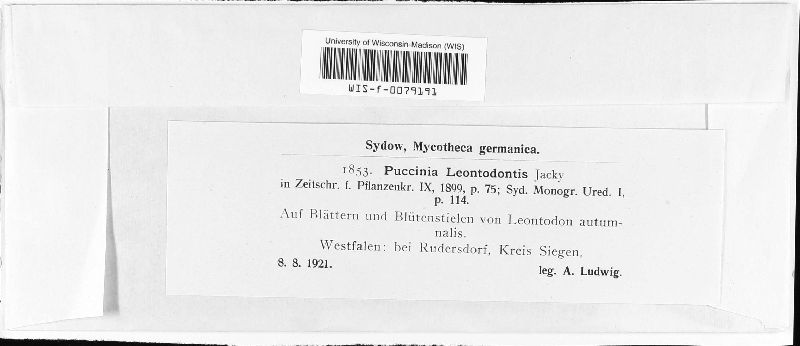 University of Wisconsin-Madison (WIS)
WIS-f-0079191
Sydow, Mycotheca germanica.
1853. Puccinia Leontodontis Jacky
in Zeitschr. f. Pflanzenkr. IX, 1899, p. 75; Syd. Monogr. Ured. I,
p. 114.
Auf Blättern und Blütenstielen von Leontodon autum-
nalis.
Westfalen: bei Rudersdorf, Kreis Siegen.
8. 8. 1921. leg. A. Ludwig.